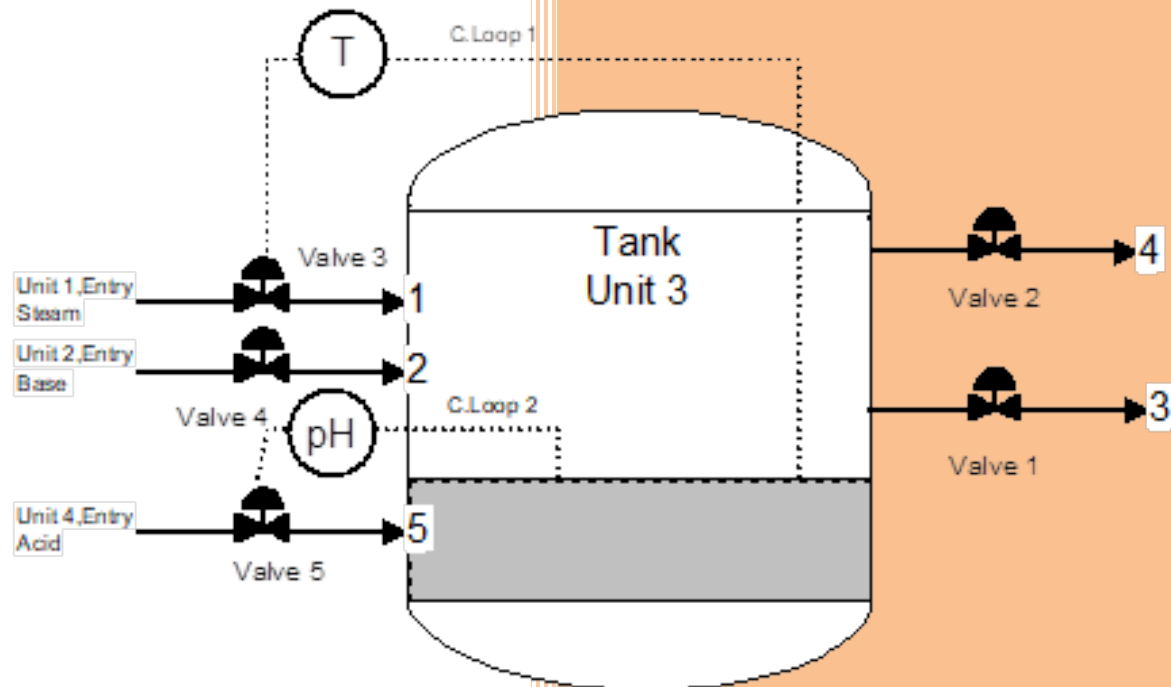 T
C.Loop 1
Tank
Unit 3
Valve 3
Unit 1,Entry
Steam
1
4
Valve 2
Unit 2,Entry
Base
2
Valve 4
pH
C.Loop 2
3
Valve 1
Unit 4,Entry
Acid
5
Valve 5